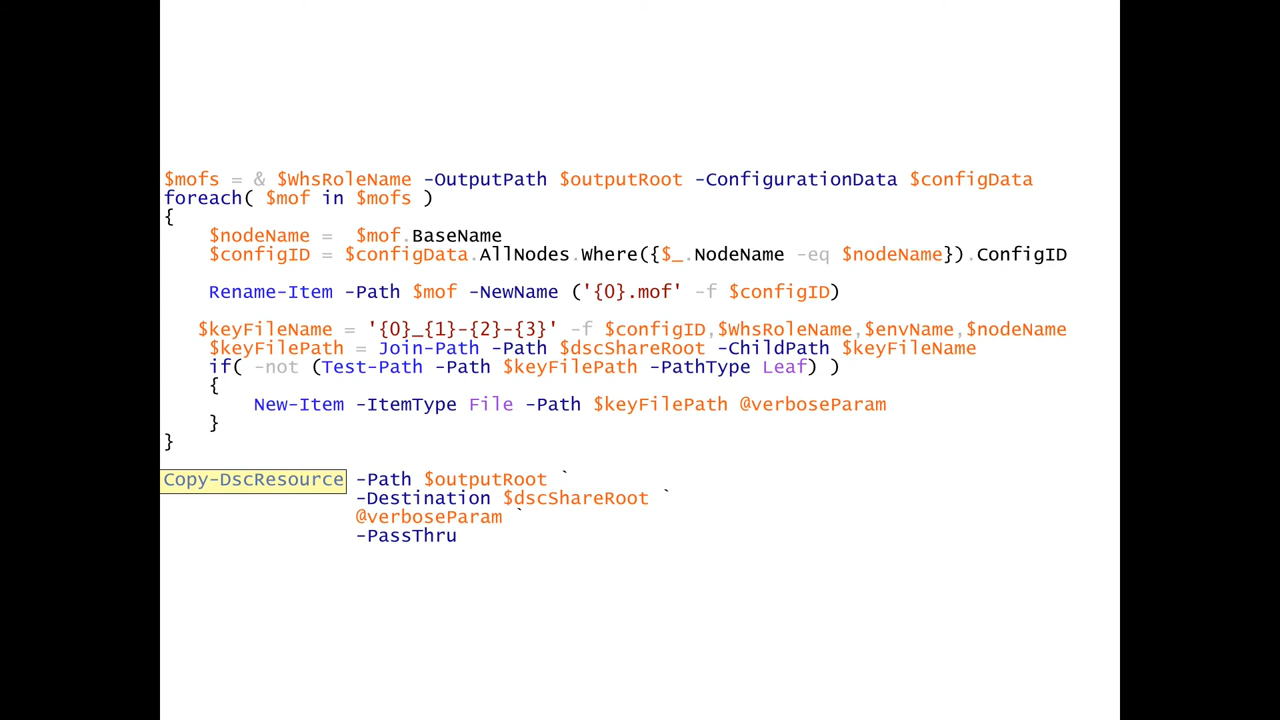 $mofs = & $WhsRoleName -OutputPath $outputRoot -ConfigurationData $configData
foreach( $mof in $mofs )
{
    $nodeName =  $mof.BaseName
    $configID = $configData.AllNodes.Where({$_.NodeName -eq $nodeName}).ConfigID
    Rename-Item -Path $mof -NewName ('{0}.mof' -f $configID)
   $keyFileName = '{0}_{1}-{2}-{3}' -f $configID,$WhsRoleName,$envName,$nodeName
    $keyFilePath = Join-Path -Path $dscShareRoot -ChildPath $keyFileName
    if( -not (Test-Path -Path $keyFilePath -PathType Leaf) )
    {
        New-Item -ItemType File -Path $keyFilePath @verboseParam
    }
}
Copy-DscResource -Path $outputRoot `
                 -Destination $dscShareRoot `
                 @verboseParam `
                 -PassThru